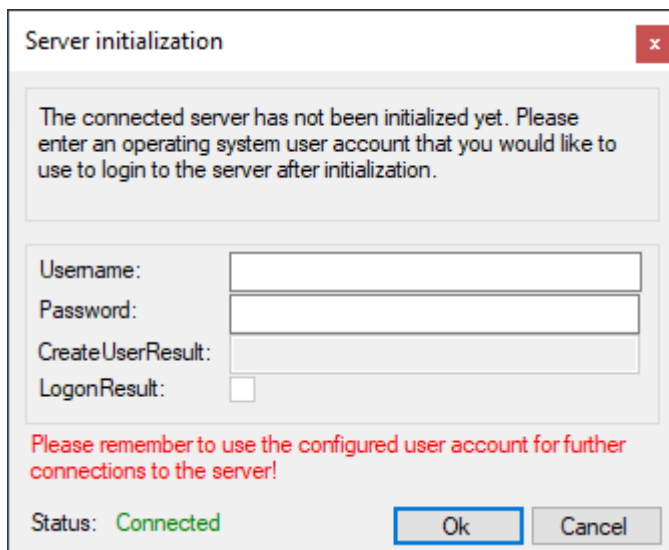 Server initialization
x
The connected server has not been initialized yet. Please
enter an operating system user account that you would like to
use to login to the server after initialization.
Username:
Password:
CreateUserResult:
LogonResult:
Please remember to use the configured user account for further
connections to the server!
Status: Connected
Ok
Cancel